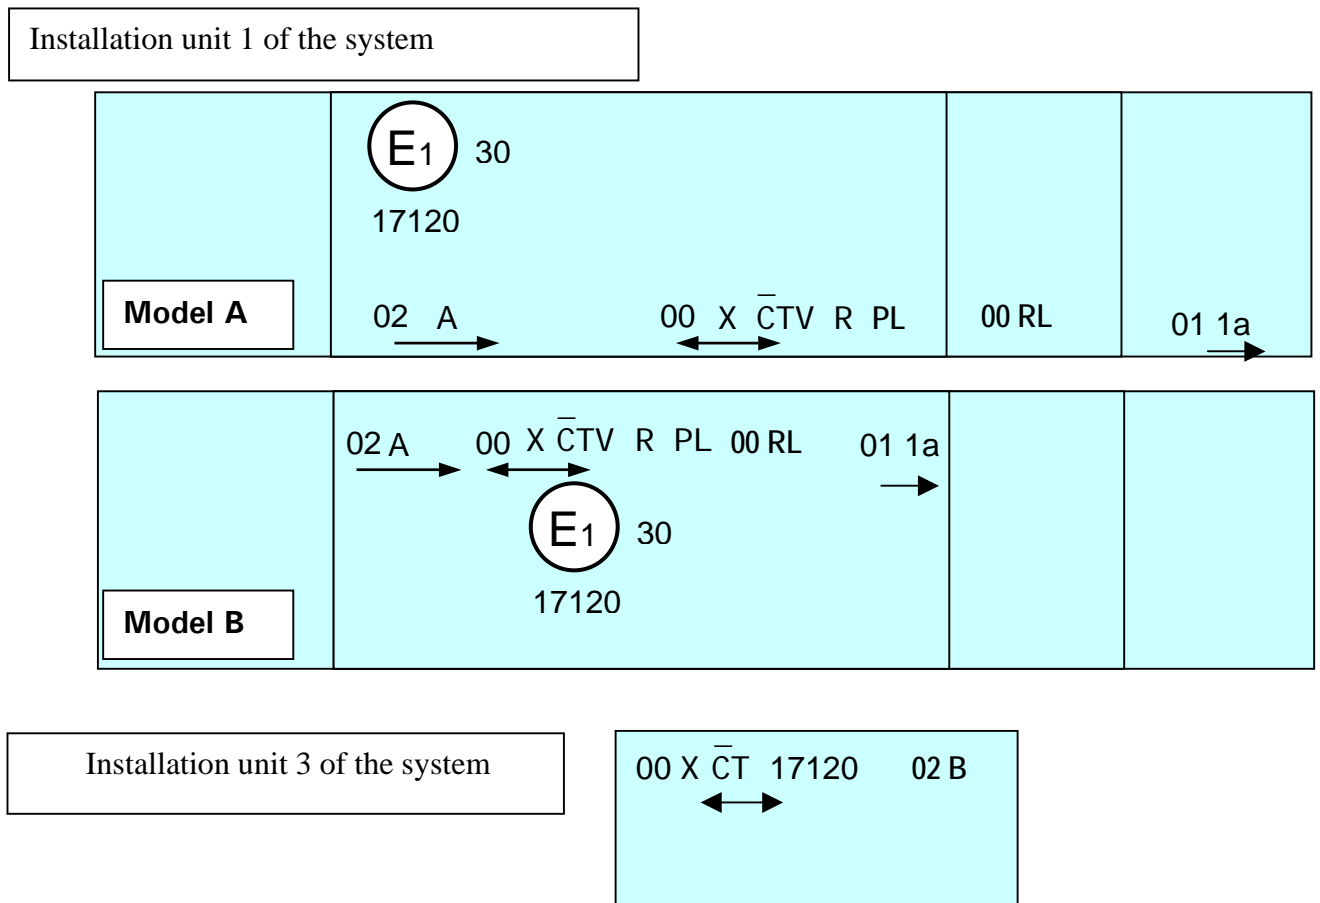 Installation unit 1 of the system
E1 30
17120
Model A
02 A 00 X C̅TV R PL 00 RL 01 1a
02 A 00 X C̅TV R PL 00 RL 01 1a
E1 30
17120
Model B
Installation unit 3 of the system
00 X C̅T 17120 02 B